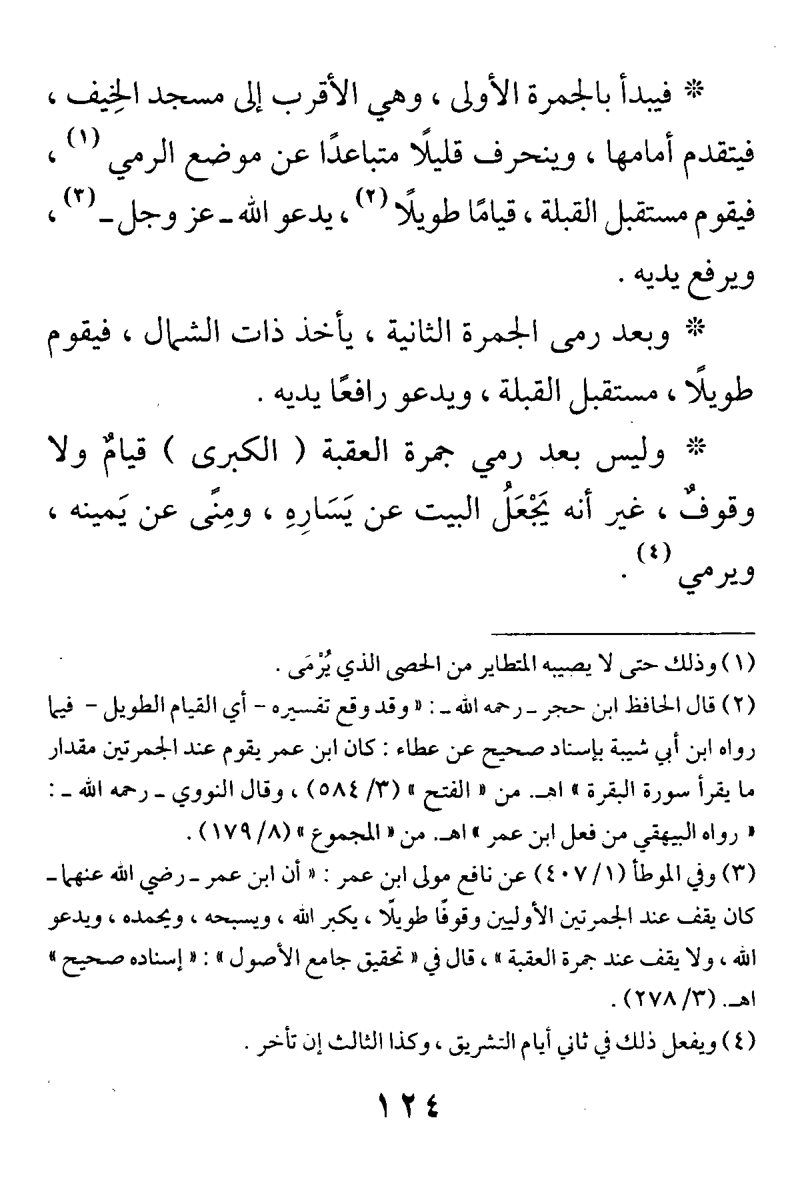 * فيبدأ بالجمرة الأولى ، وهي الأقرب إلى مسجد الخِيف ،
فيتقدم أمامها ، وينحرف قليلًا متباعدًا عن موضع الرمي (١) ،
فيقوم مستقبل القبلة ، قيامًا طويلًا (٢) ، يدعو الله ـ عز وجل ـ (٣) ،
ويرفع يديه .
* وبعد رمى الجمرة الثانية ، يأخذ ذات الشمال ، فيقوم
طويلًا ، مستقبل القبلة ، ويدعو رافعًا يديه .
* وليس بعد رمي جمرة العقبة ( الكبرى ) قيامٌ ولا
وقوفٌ ، غير أنه يَجْعَلُ البيت عن يَسَارِهِ ، ومِنًى عن يَمينه ،
ويرمي (٤) .
(١) وذلك حتى لا يصيبه المتطاير من الحصى الذي يُرْمَى .
(٢) قال الحافظ ابن حجر ـ رحمه الله ـ : « وقد وقع تفسيره – أي القيام الطويل – فيما
رواه ابن أبي شيبة بإسناد صحيح عن عطاء : كان ابن عمر يقوم عند الجمرتين مقدار
ما يقرأ سورة البقرة » اهـ. من « الفتح » (٣/ ٥٨٤) ، وقال النووي ـ رحمه الله ـ :
« رواه البيهقي من فعل ابن عمر » اهـ. من « المجموع » (٨/ ١٧٩) .
(٣) وفي الموطأ (١/ ٤٠٧) عن نافع مولى ابن عمر : « أن ابن عمر ـ رضي الله عنهما ـ
كان يقف عند الجمرتين الأوليين وقوفًا طويلًا ، يكبر الله ، ويسبحه ، ويحمده ، ويدعو
الله ، ولا يقف عند جمرة العقبة » ، قال في « تحقيق جامع الأصول » : « إسناده صحيح »
اهـ. (٣/ ٢٧٨) .
(٤) ويفعل ذلك في ثاني أيام التشريق ، وكذا الثالث إن تأخر .
١٢٤